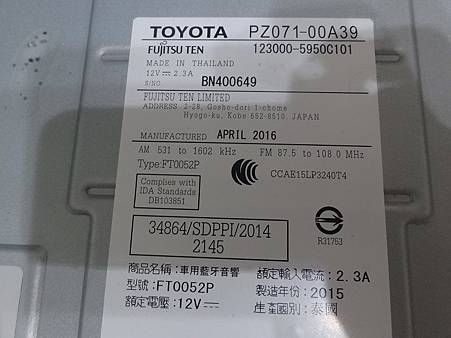 TOYOTA PZ071-00A39
FUJITSU TEN 123000-5950C101
MADE IN THAILAND
12V⎓ 2.3A
S/NO BN400649
FUJITSU TEN LIMITED
ADDRESS 2-28, Gosho-dori 1-chome
Hyogo-ku, Kobe 652-8510, JAPAN
MANUFACTURED APRIL 2016
AM 531 to 1602 kHz FM 87.5 to 108.0 MHz
Type:FT0052P
CCAE15LP3240T4
Complies with
IDA Standards
DB103851
34864/SDPPI/2014
2145
R31753
商品名稱:車用藍牙音響
型號:FT0052P
額定電壓:12V⎓
額定輸入電流:2.3A
製造年份:2015
生產國別:泰國